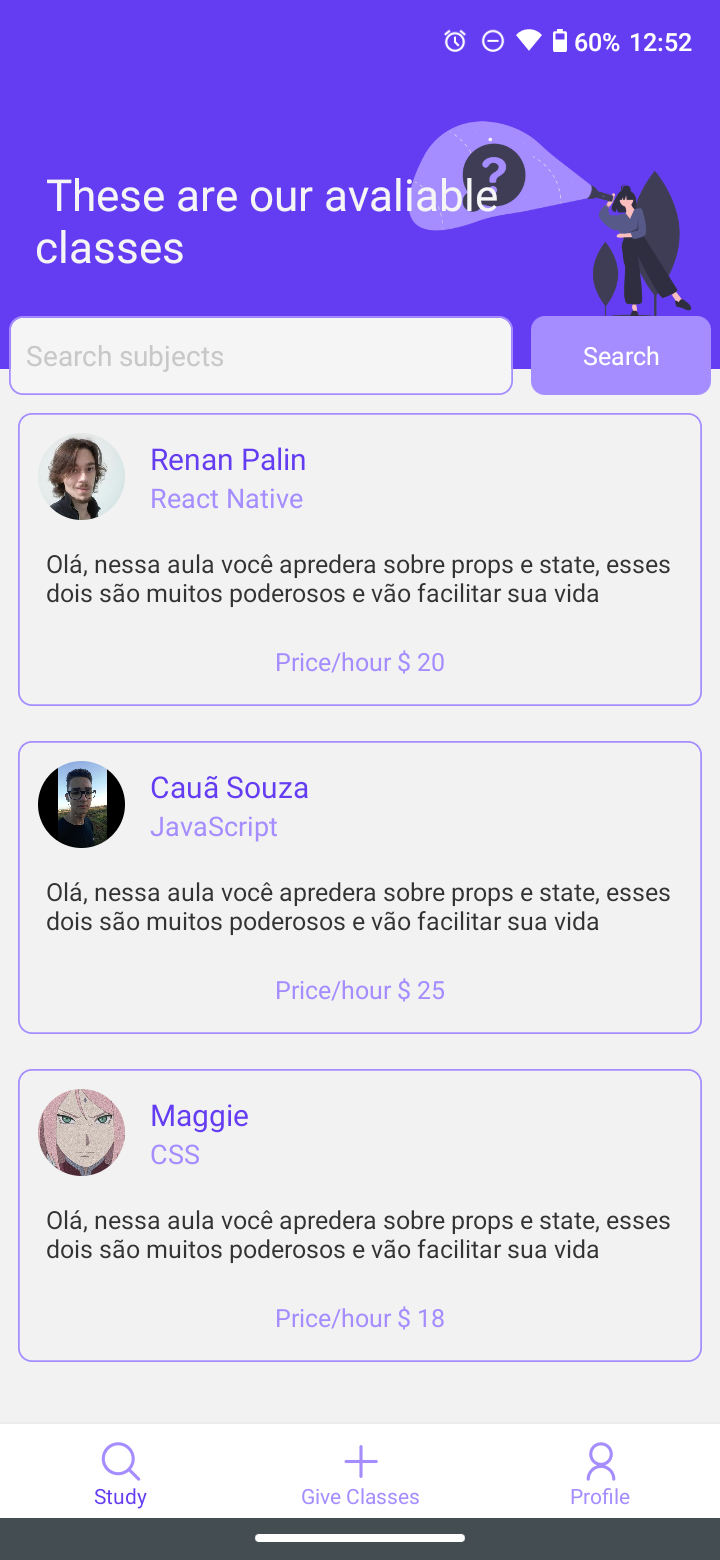 60% 12:52
?
These are our avaliable
classes
Search subjects
Search
Renan Palin
React Native
Olá, nessa aula você apredera sobre props e state, esses
dois são muitos poderosos e vão facilitar sua vida
Price/hour $ 20
Cauã Souza
JavaScript
Olá, nessa aula você apredera sobre props e state, esses
dois são muitos poderosos e vão facilitar sua vida
Price/hour $ 25
Maggie
CSS
Olá, nessa aula você apredera sobre props e state, esses
dois são muitos poderosos e vão facilitar sua vida
Price/hour $ 18
Study
Give Classes
Profile